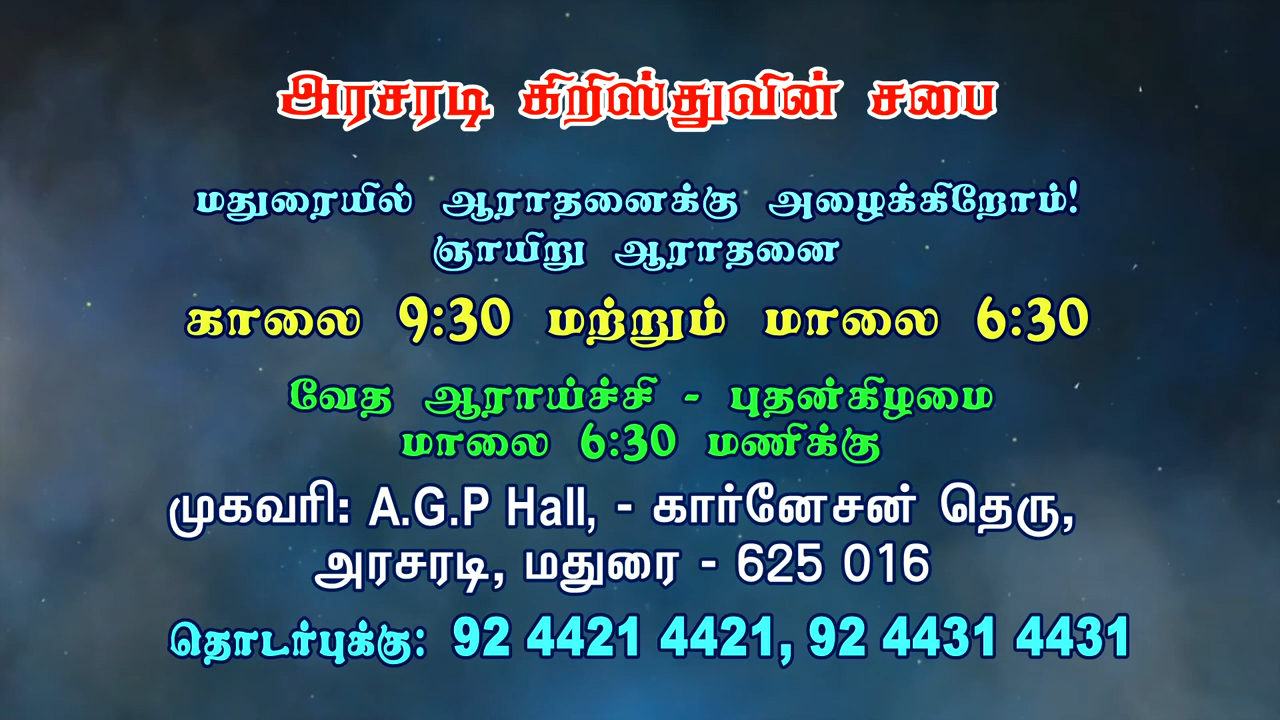 அரசரடி கிறிஸ்துவின் சபை
மதுரையில் ஆராதனைக்கு அழைக்கிறோம்!
ஞாயிறு ஆராதனை
காலை 9:30 மற்றும் மாலை 6:30
வேத ஆராய்ச்சி - புதன்கிழமை
மாலை 6:30 மணிக்கு
முகவரி: A.G.P Hall, - கார்னேசன் தெரு,
அரசரடி, மதுரை - 625 016
தொடர்புக்கு: 92 4421 4421, 92 4431 4431